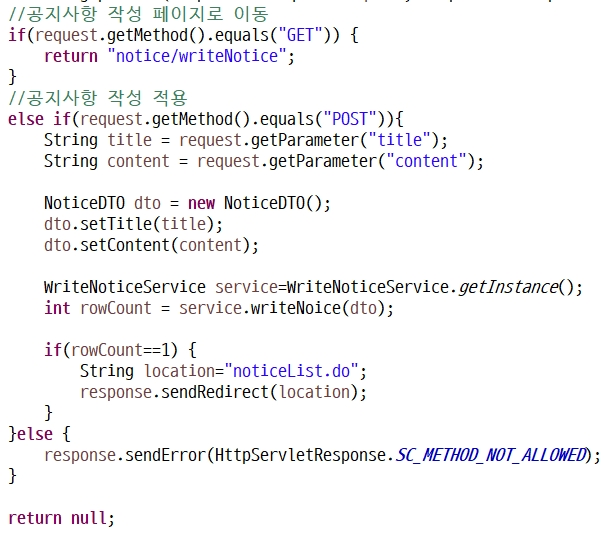 //공지사항 작성 페이지로 이동
if(request.getMethod().equals("GET")) {
    return "notice/writeNotice";
}
//공지사항 작성 적용
else if(request.getMethod().equals("POST")){
    String title = request.getParameter("title");
    String content = request.getParameter("content");

    NoticeDTO dto = new NoticeDTO();
    dto.setTitle(title);
    dto.setContent(content);

    WriteNoticeService service=WriteNoticeService.getInstance();
    int rowCount = service.writeNoice(dto);

    if(rowCount==1) {
        String location="noticeList.do";
        response.sendRedirect(location);
    }
}else {
    response.sendError(HttpServletResponse.SC_METHOD_NOT_ALLOWED);
}

return null;